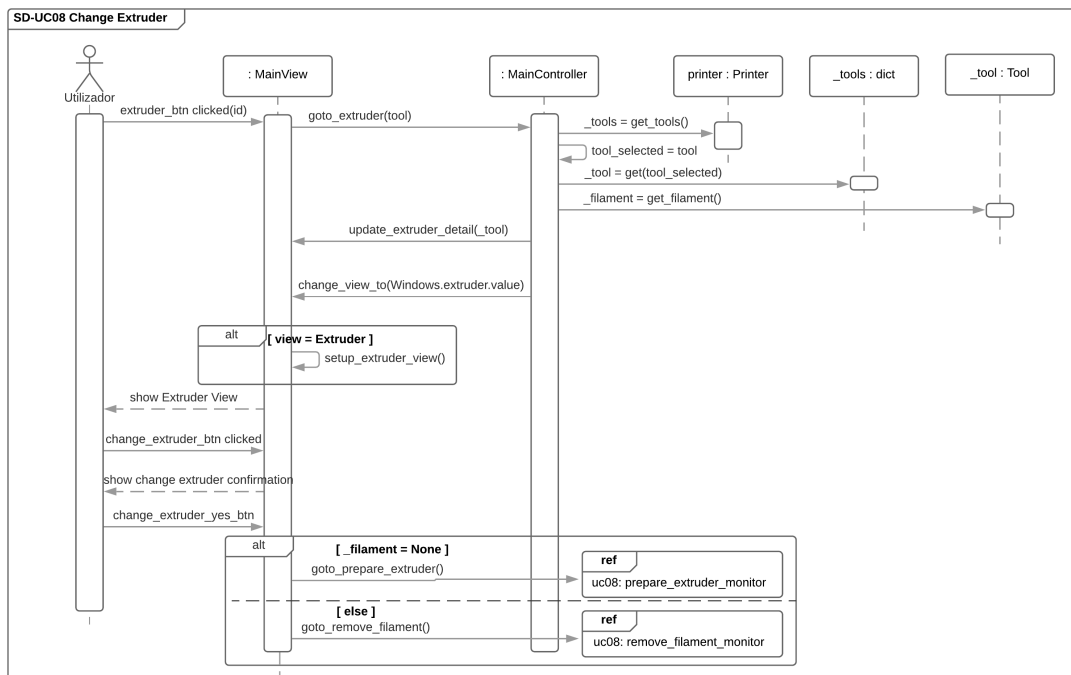 SD-UC08 Change Extruder
Utilizador
: MainView
: MainController
printer : Printer
_tools : dict
_tool : Tool
extruder_btn clicked(id)
goto_extruder(tool)
_tools = get_tools()
tool_selected = tool
_tool = get(tool_selected)
_filament = get_filament()
update_extruder_detail(_tool)
change_view_to(Windows.extruder.value)
alt
[ view = Extruder ]
setup_extruder_view()
show Extruder View
change_extruder_btn clicked
show change extruder confirmation
change_extruder_yes_btn
alt
[ _filament = None ]
goto_prepare_extruder()
ref
uc08: prepare_extruder_monitor
[ else ]
goto_remove_filament()
ref
uc08: remove_filament_monitor